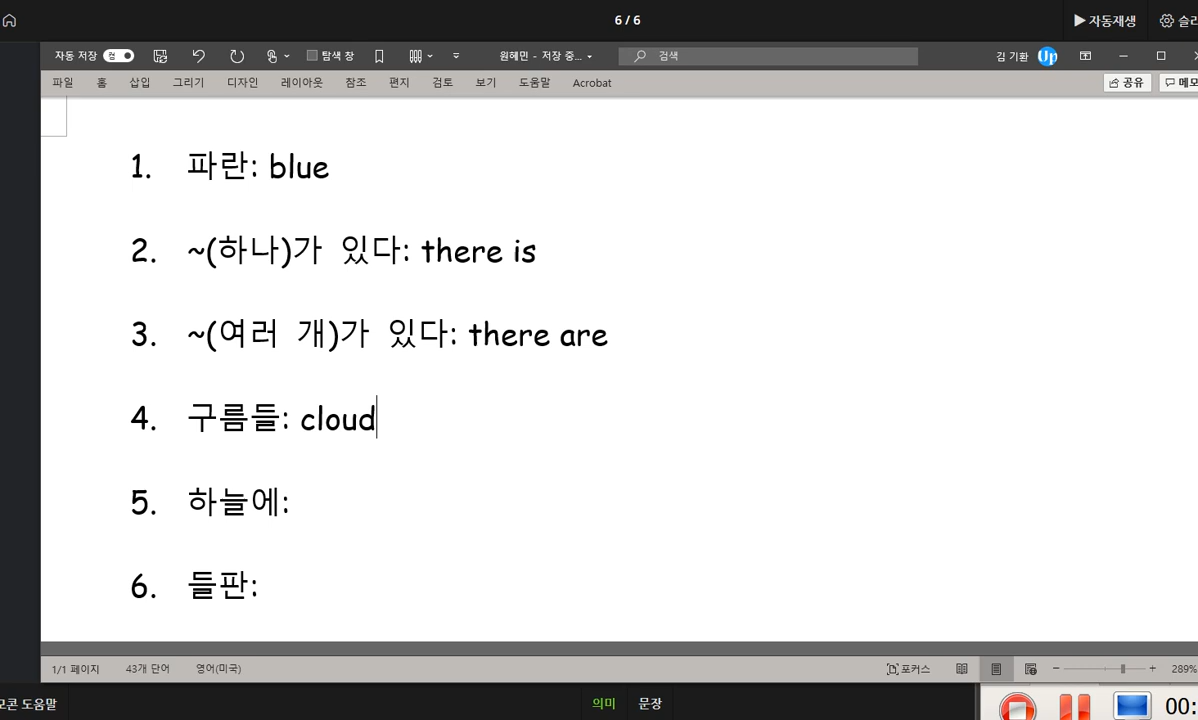 6 / 6
자동재생
자동 저장
탐색 창
원혜민 - 저장 중...
검색
김 기환
Up
파일 홈 삽입 그리기 디자인 레이아웃 참조 편지 검토 보기 도움말 Acrobat
공유
메모
1. 파란: blue
2. ~(하나)가 있다: there is
3. ~(여러 개)가 있다: there are
4. 구름들: cloud
5. 하늘에:
6. 들판:
1/1 페이지 43개 단어 영어(미국)
포커스
289%
도움말
의미 문장
00: